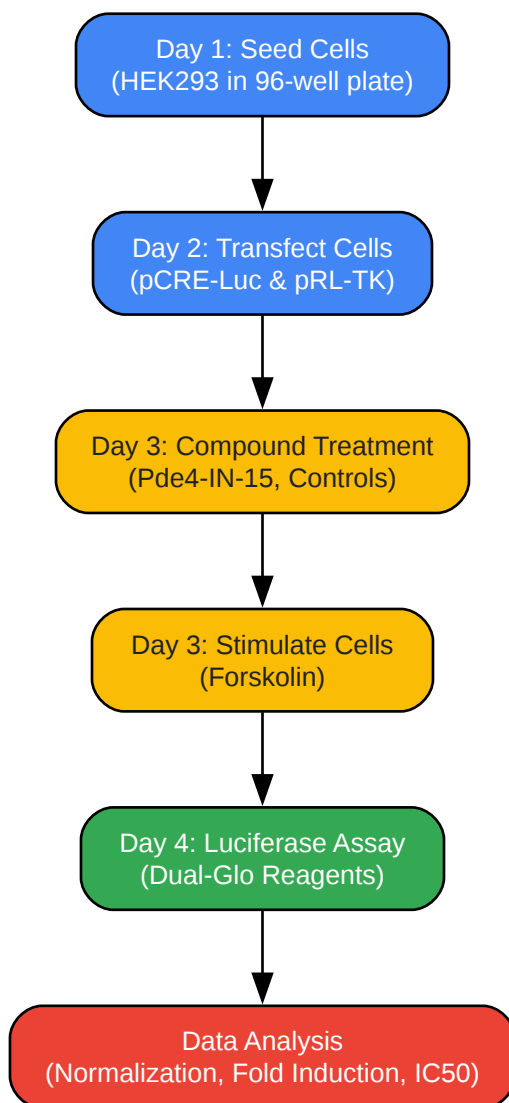 Day 1: Seed Cells
(HEK293 in 96-well plate)
Day 2: Transfect Cells
(pCRE-Luc & pRL-TK)
Day 3: Compound Treatment
(Pde4-IN-15, Controls)
Day 3: Stimulate Cells
(Forskolin)
Day 4: Luciferase Assay
(Dual-Glo Reagents)
Data Analysis
(Normalization, Fold Induction, IC50)